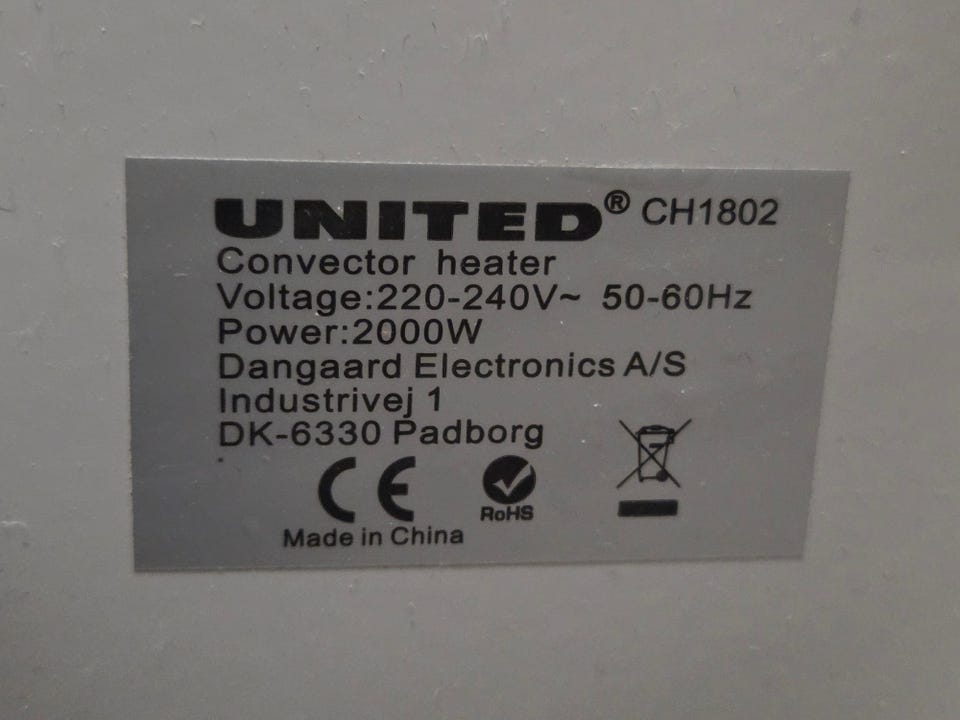 UNITED® CH1802
Convector heater
Voltage:220-240V~ 50-60Hz
Power:2000W
Dangaard Electronics A/S
Industrivej 1
DK-6330 Padborg
CE
RoHS
Made in China